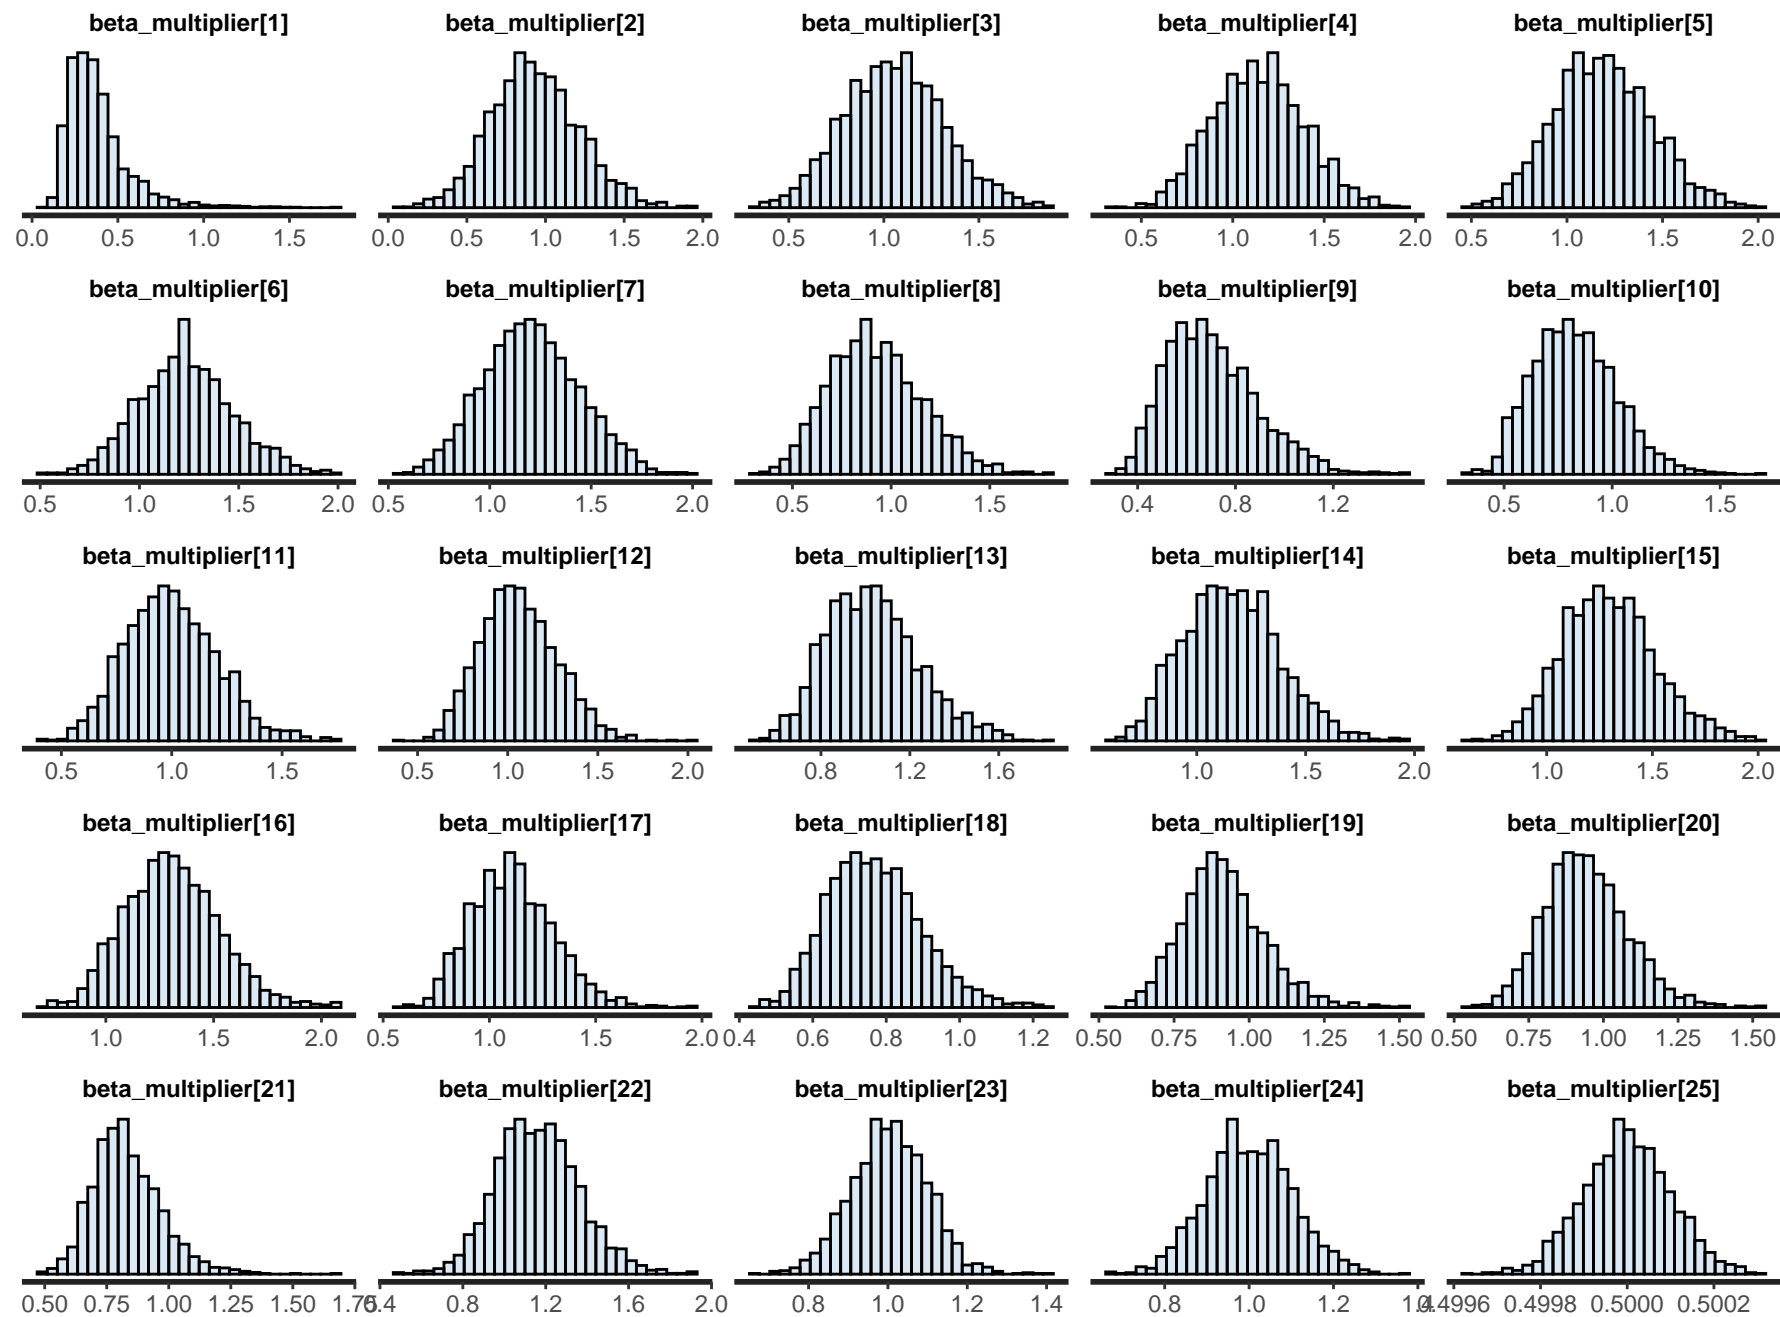 beta_multiplier[1] beta_multiplier[2] beta_multiplier[3] beta_multiplier[4] beta_multiplier[5]
0.0 0.5 1.0 1.5 0.0 0.5 1.0 1.5 2.0 0.5 1.0 1.5 0.5 1.0 1.5 2.0 0.5 1.0 1.5 2.0
beta_multiplier[6] beta_multiplier[7] beta_multiplier[8] beta_multiplier[9] beta_multiplier[10]
0.5 1.0 1.5 2.0 0.5 1.0 1.5 2.0 0.5 1.0 1.5 0.4 0.8 1.2 0.5 1.0 1.5
beta_multiplier[11] beta_multiplier[12] beta_multiplier[13] beta_multiplier[14] beta_multiplier[15]
0.5 1.0 1.5 0.5 1.0 1.5 2.0 0.8 1.2 1.6 1.0 1.5 2.0 1.0 1.5 2.0
beta_multiplier[16] beta_multiplier[17] beta_multiplier[18] beta_multiplier[19] beta_multiplier[20]
1.0 1.5 2.0 0.5 1.0 1.5 2.0 0.4 0.6 0.8 1.0 1.2 0.50 0.75 1.00 1.25 1.50 0.50 0.75 1.00 1.25 1.50
beta_multiplier[21] beta_multiplier[22] beta_multiplier[23] beta_multiplier[24] beta_multiplier[25]
0.50 0.75 1.00 1.25 1.50 1.75 0.4 0.8 1.2 1.6 2.0 0.8 1.0 1.2 1.4 0.8 1.0 1.2 1.4 0.4996 0.4998 0.5000 0.5002